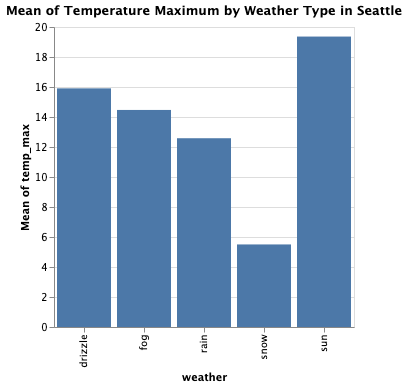 Mean of Temperature Maximum by Weather Type in Seattle
20
18
16
14
12
10
8
6
4
2
0
Mean of temp_max
drizzle
fog
rain
snow
sun
weather